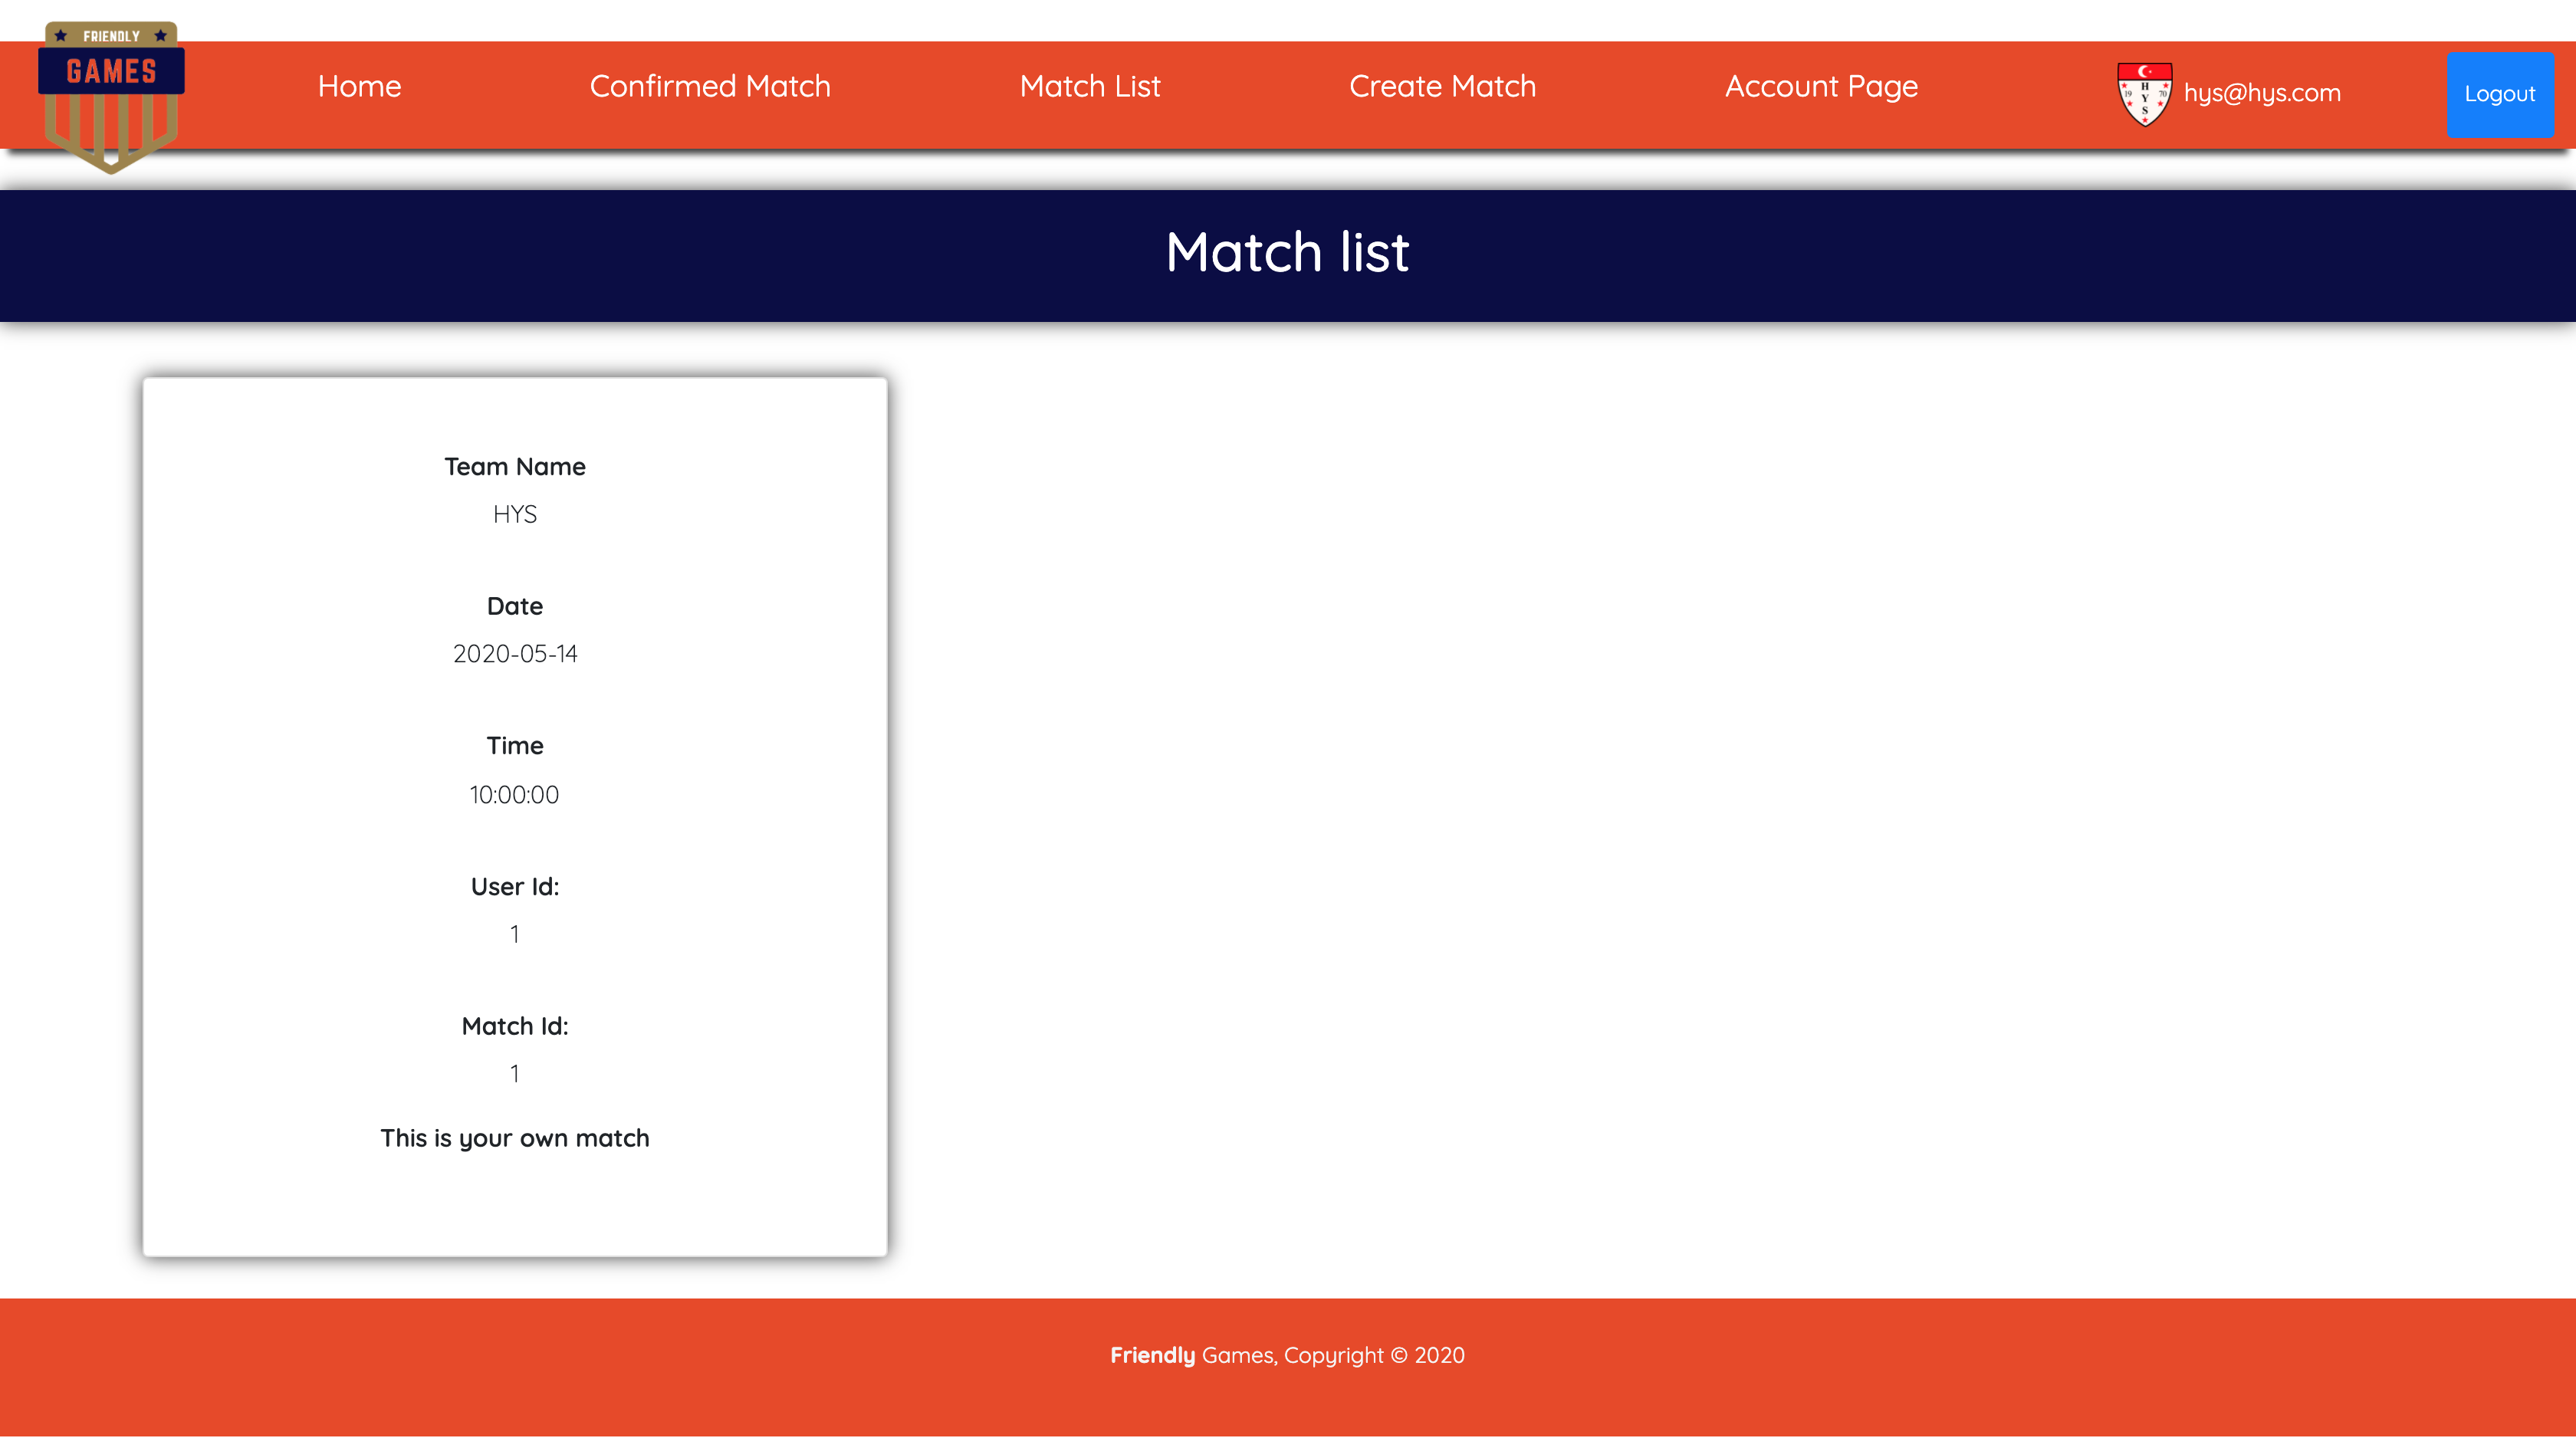 FRIENDLY
GAMES
Home
Confirmed Match
Match List
Create Match
Account Page
H
19 Y 70
S
hys@hys.com
Logout
Match list
Team Name
HYS
Date
2020-05-14
Time
10:00:00
User Id:
1
Match Id:
1
This is your own match
Friendly Games, Copyright © 2020